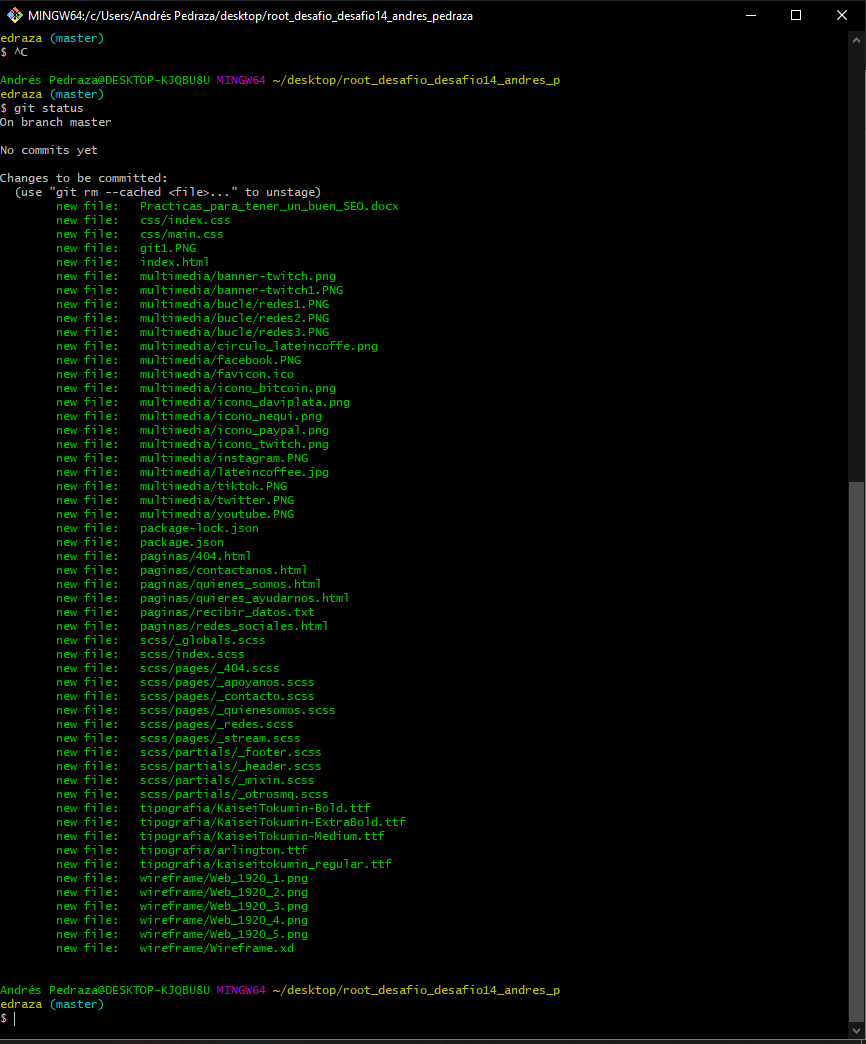 MINGW64:/c/Users/Andrés Pedraza/desktop/root_desafio_desafio14_andres_pedraza
edraza (master)
$ ^C
Andrés Pedraza@DESKTOP-KJQBU8U MINGW64 ~/desktop/root_desafio_desafio14_andres_p
edraza (master)
$ git status
On branch master
No commits yet
Changes to be committed:
  (use "git rm --cached <file>..." to unstage)
        new file:   Practicas_para_tener_un_buen_SEO.docx
        new file:   css/index.css
        new file:   css/main.css
        new file:   git1.PNG
        new file:   index.html
        new file:   multimedia/banner-twitch.png
        new file:   multimedia/banner-twitch1.PNG
        new file:   multimedia/bucle/redes1.PNG
        new file:   multimedia/bucle/redes2.PNG
        new file:   multimedia/bucle/redes3.PNG
        new file:   multimedia/circulo_lateincoffe.png
        new file:   multimedia/facebook.PNG
        new file:   multimedia/favicon.ico
        new file:   multimedia/icono_bitcoin.png
        new file:   multimedia/icono_daviplata.png
        new file:   multimedia/icono_nequi.png
        new file:   multimedia/icono_paypal.png
        new file:   multimedia/icono_twitch.png
        new file:   multimedia/instagram.PNG
        new file:   multimedia/lateincoffee.jpg
        new file:   multimedia/tiktok.PNG
        new file:   multimedia/twitter.PNG
        new file:   multimedia/youtube.PNG
        new file:   package-lock.json
        new file:   package.json
        new file:   paginas/404.html
        new file:   paginas/contactanos.html
        new file:   paginas/quienes_somos.html
        new file:   paginas/quieres_ayudarnos.html
        new file:   paginas/recibir_datos.txt
        new file:   paginas/redes_sociales.html
        new file:   scss/_globals.scss
        new file:   scss/index.scss
        new file:   scss/pages/_404.scss
        new file:   scss/pages/_apoyanos.scss
        new file:   scss/pages/_contacto.scss
        new file:   scss/pages/_quienesomos.scss
        new file:   scss/pages/_redes.scss
        new file:   scss/pages/_stream.scss
        new file:   scss/partials/_footer.scss
        new file:   scss/partials/_header.scss
        new file:   scss/partials/_mixin.scss
        new file:   scss/partials/_otrosmq.scss
        new file:   tipografia/KaiseiTokumin-Bold.ttf
        new file:   tipografia/KaiseiTokumin-ExtraBold.ttf
        new file:   tipografia/KaiseiTokumin-Medium.ttf
        new file:   tipografia/arlington.ttf
        new file:   tipografia/kaiseitokumin_regular.ttf
        new file:   wireframe/Web_1920_1.png
        new file:   wireframe/Web_1920_2.png
        new file:   wireframe/Web_1920_3.png
        new file:   wireframe/Web_1920_4.png
        new file:   wireframe/Web_1920_5.png
        new file:   wireframe/Wireframe.xd
Andrés Pedraza@DESKTOP-KJQBU8U MINGW64 ~/desktop/root_desafio_desafio14_andres_p
edraza (master)
$